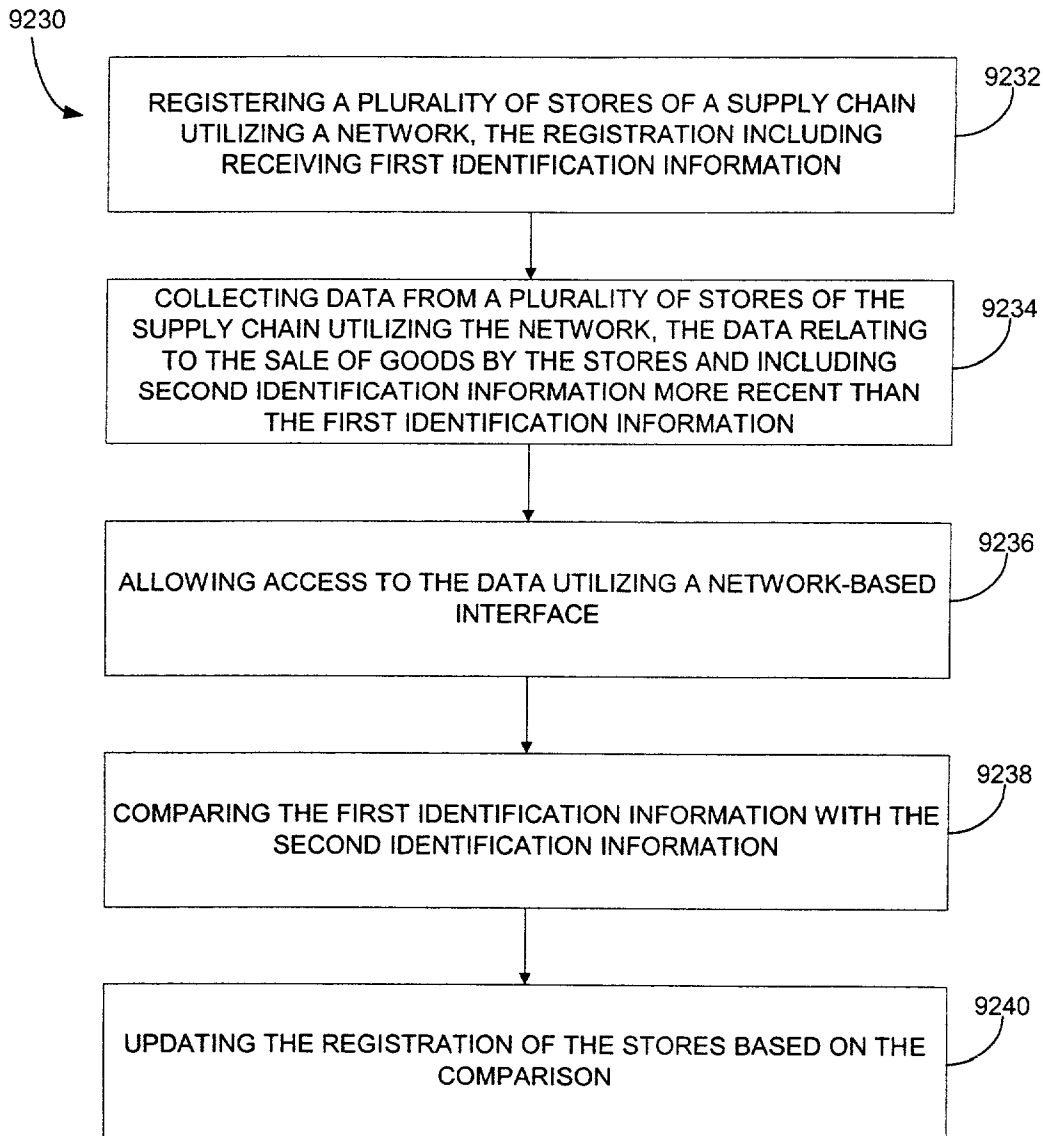 9230
9232
REGISTERING A PLURALITY OF STORES OF A SUPPLY CHAIN
UTILIZING A NETWORK, THE REGISTRATION INCLUDING
RECEIVING FIRST IDENTIFICATION INFORMATION
9234
COLLECTING DATA FROM A PLURALITY OF STORES OF THE
SUPPLY CHAIN UTILIZING THE NETWORK, THE DATA RELATING
TO THE SALE OF GOODS BY THE STORES AND INCLUDING
SECOND IDENTIFICATION INFORMATION MORE RECENT THAN
THE FIRST IDENTIFICATION INFORMATION
9236
ALLOWING ACCESS TO THE DATA UTILIZING A NETWORK-BASED
INTERFACE
9238
COMPARING THE FIRST IDENTIFICATION INFORMATION WITH THE
SECOND IDENTIFICATION INFORMATION
9240
UPDATING THE REGISTRATION OF THE STORES BASED ON THE
COMPARISON